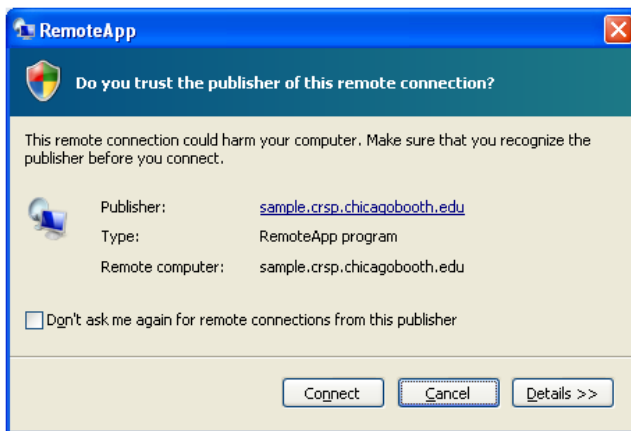 RemoteApp
Do you trust the publisher of this remote connection?
This remote connection could harm your computer. Make sure that you recognize the
publisher before you connect.
Publisher: sample.crsp.chicagobooth.edu
Type: RemoteApp program
Remote computer: sample.crsp.chicagobooth.edu
Don't ask me again for remote connections from this publisher
Connect Cancel Details >>